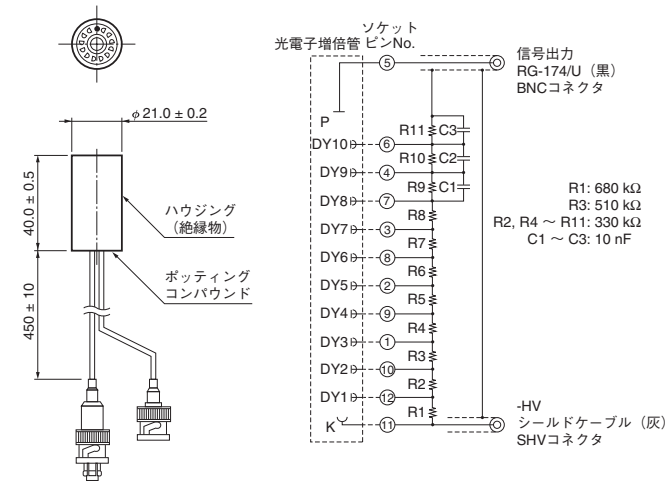 φ21.0 ± 0.2
40.0 ± 0.5
ハウジング
（絶縁物）
ポッティング
コンパウンド
450 ± 10
ソケット
光電子増倍管 ピンNo.
5
信号出力
RG-174/U（黒）
BNCコネクタ
P
R11 C3
DY10 6
R10 C2
DY9 4
R9 C1
DY8 7
R8
DY7 3
R7
DY6 8
R6
DY5 2
R5
DY4 9
R4
DY3 1
R3
DY2 10
R2
DY1 12
R1
K 11
R1: 680 kΩ
R3: 510 kΩ
R2, R4 ～ R11: 330 kΩ
C1 ～ C3: 10 nF
-HV
シールドケーブル（灰）
SHVコネクタ